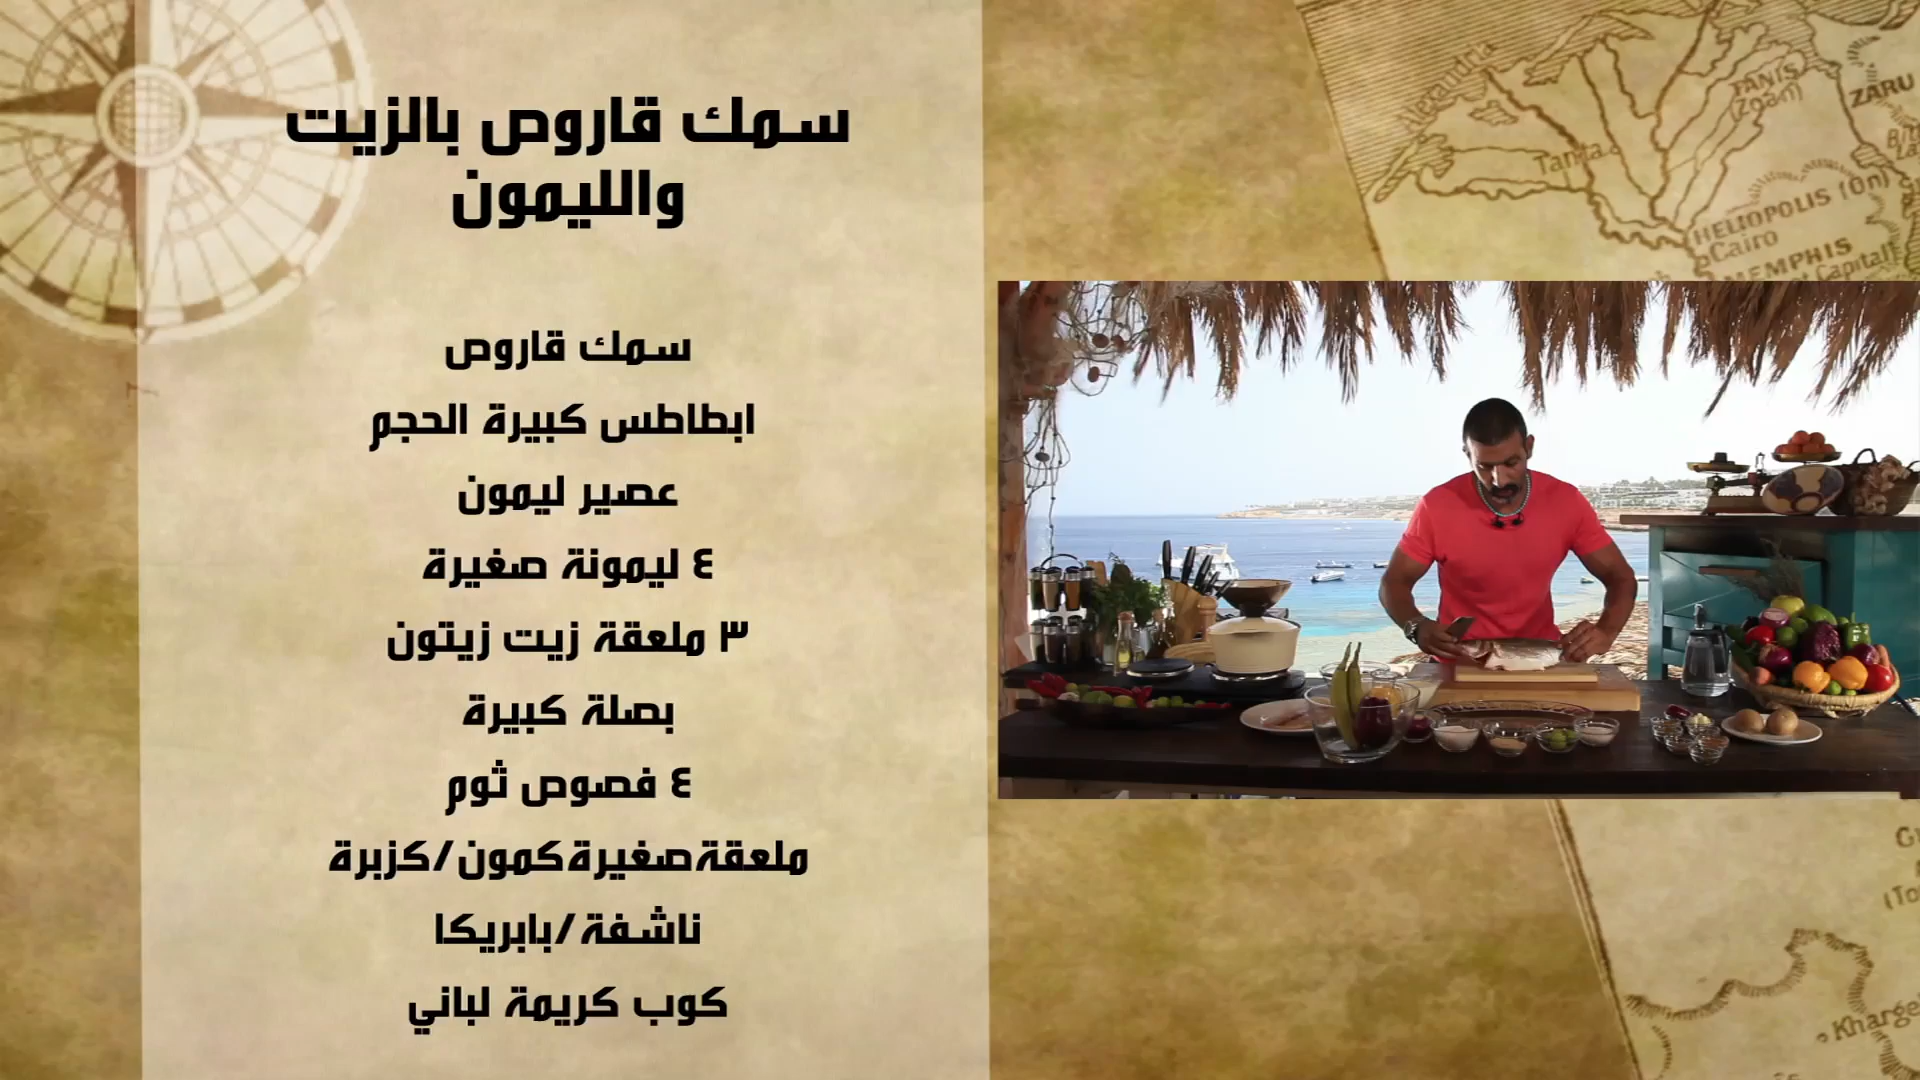 سمك قاروص بالزيت
والليمون
سمك قاروص
ابطاطس كبيرة الحجم
عصير ليمون
٤ ليمونة صغيرة
٣ ملعقة زيت زيتون
بصلة كبيرة
٤ فصوص ثوم
ملعقةصغيرةكمون/كزبرة
ناشفة/بابريكا
كوب كريمة لباني
Alexandria
TANIS
(Zoan)
ZARU
Tanta
HELIOPOLIS (On)
Cairo
MEMPHIS
Capital)
Kharge